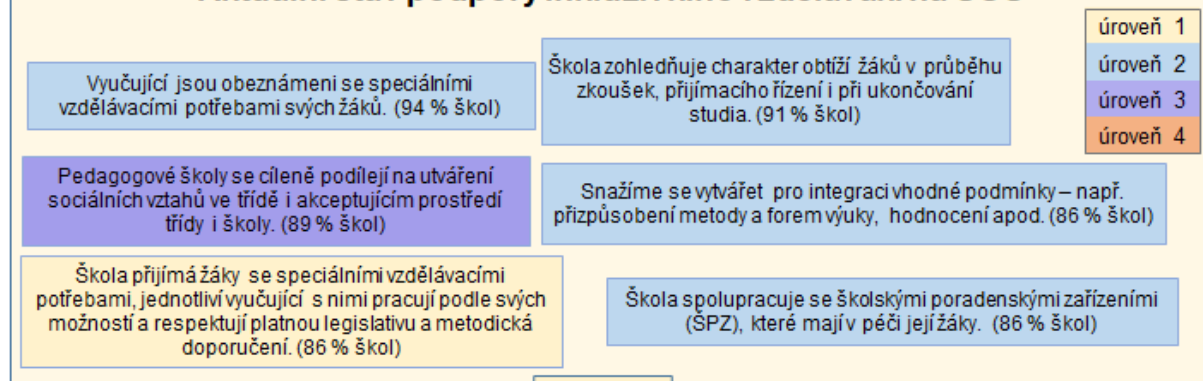 Vyučující jsou obeznámeni se speciálními
vzdělávacími potřebami svých žáků. (94 % škol)
Škola zohledňuje charakter obtíží žáků v průběhu
zkoušek, přijímacího řízení i při ukončování
studia. (91 % škol)
úroveň 1
úroveň 2
úroveň 3
úroveň 4
Pedagogové školy se cíleně podílejí na utváření
sociálních vztahů ve třídě i akceptujícím prostředí
třídy i školy. (89 % škol)
Snažíme se vytvářet pro integraci vhodné podmínky – např.
přizpůsobení metody a forem výuky, hodnocení apod. (86 % škol)
Škola přijímá žáky se speciálními vzdělávacími
potřebami, jednotliví vyučující s nimi pracují podle svých
možností a respektují platnou legislativu a metodická
doporučení. (86 % škol)
Škola spolupracuje se školskými poradenskými zařízeními
(ŠPZ), které mají v péči její žáky. (86 % škol)